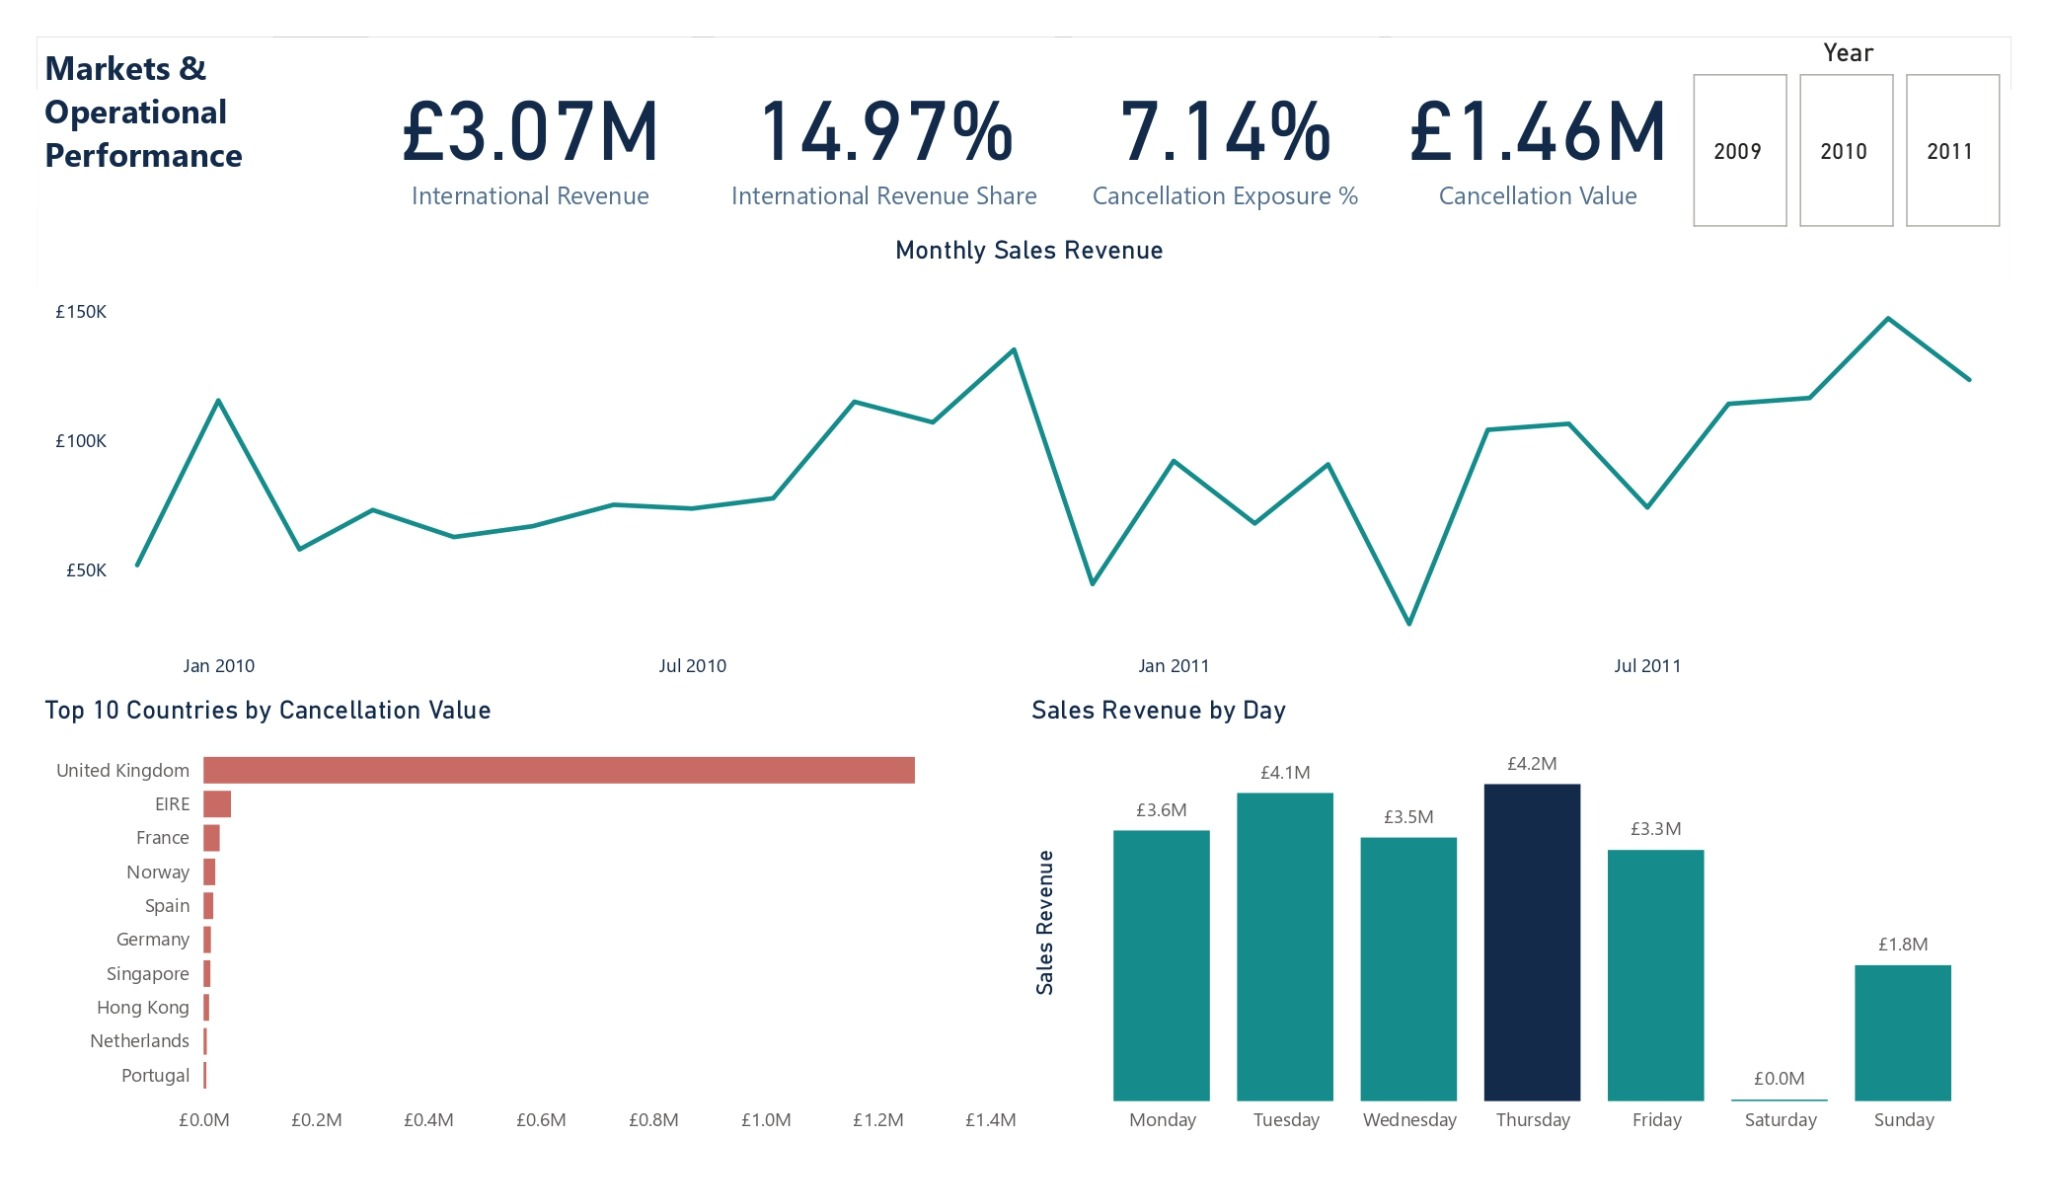 Markets &
Operational
Performance
£3.07M
International Revenue
14.97%
International Revenue Share
7.14%
Cancellation Exposure %
£1.46M
Cancellation Value
Year
2009
2010
2011
Monthly Sales Revenue
£150K
£100K
£50K
Jan 2010
Jul 2010
Jan 2011
Jul 2011
Top 10 Countries by Cancellation Value
United Kingdom
EIRE
France
Norway
Spain
Germany
Singapore
Hong Kong
Netherlands
Portugal
£0.0M
£0.2M
£0.4M
£0.6M
£0.8M
£1.0M
£1.2M
£1.4M
Sales Revenue by Day
Sales Revenue
£3.6M
£4.1M
£3.5M
£4.2M
£3.3M
£0.0M
£1.8M
Monday
Tuesday
Wednesday
Thursday
Friday
Saturday
Sunday